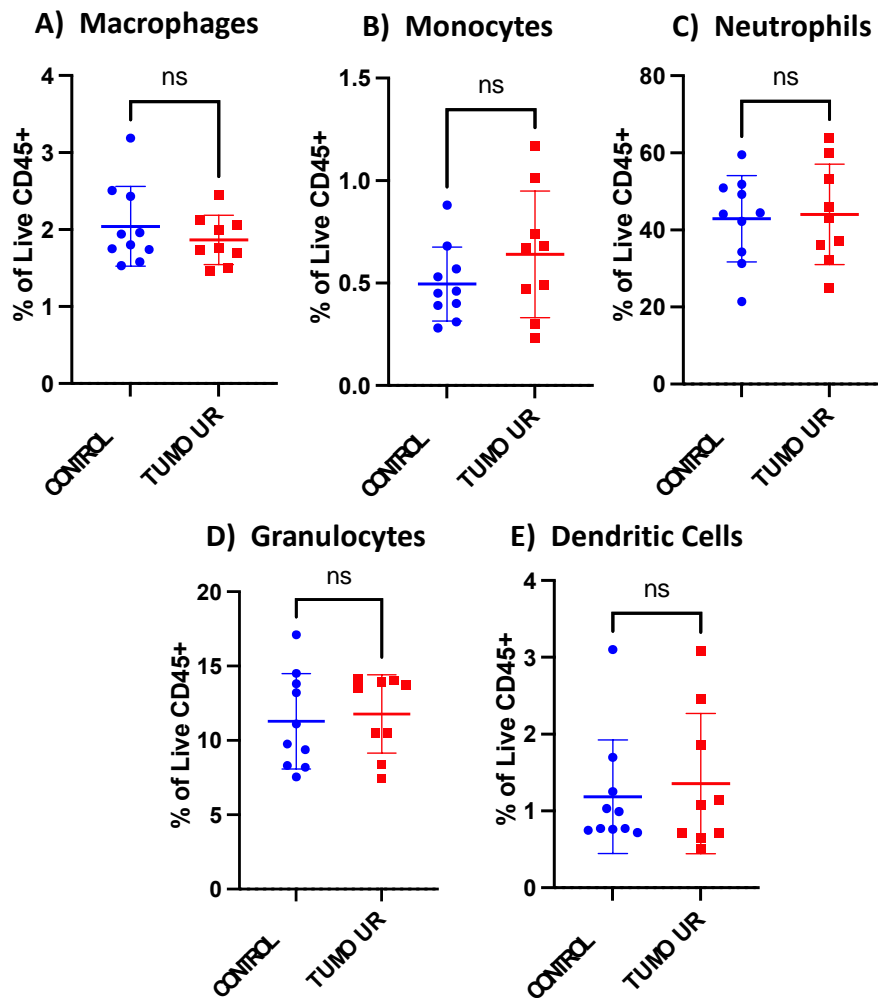 A) Macrophages
B) Monocytes
C) Neutrophils
ns
ns
ns
% of Live CD45+
4
3
2
1
0
% of Live CD45+
1.5
1.0
0.5
0.0
% of Live CD45+
80
60
40
20
0
CONTROL
TUMO UR
CONTROL
TUMO UR
CONTROL
TUMO UR
D) Granulocytes
E) Dendritic Cells
ns
ns
% of Live CD45+
20
15
10
5
0
% of Live CD45+
4
3
2
1
0
CONTROL
TUMO UR
CONTROL
TUMO UR